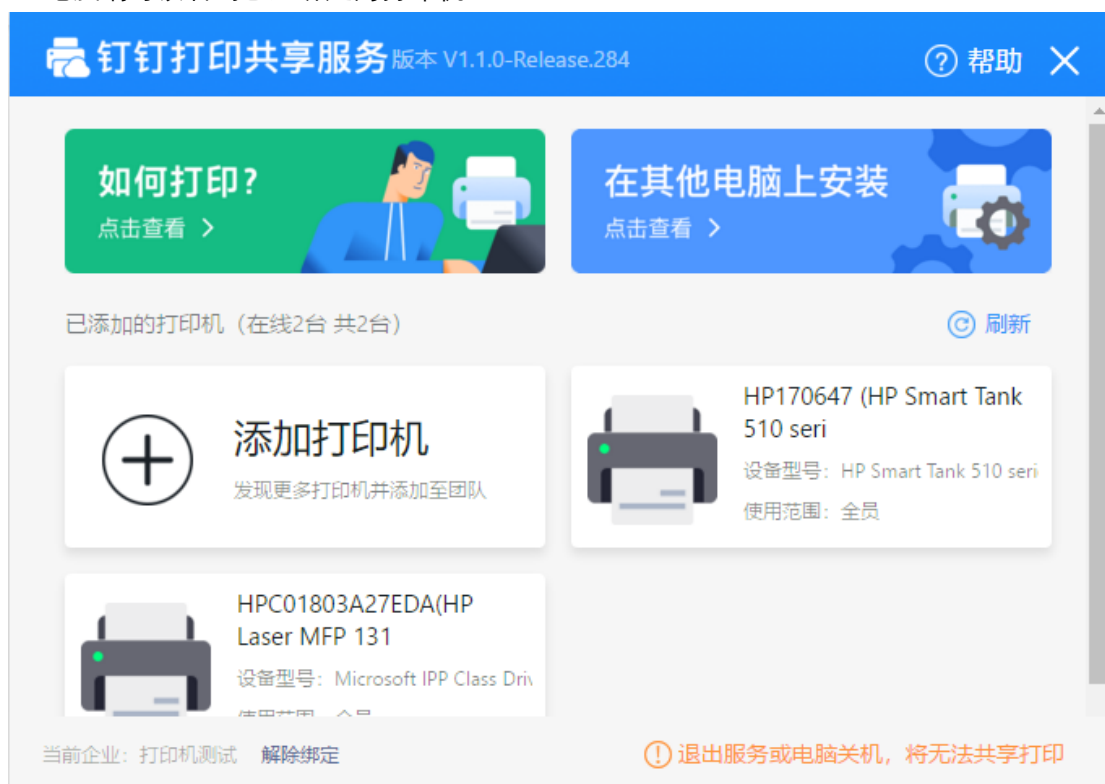 钉钉打印共享服务 版本 V1.1.0-Release.284
帮助
如何打印?
点击查看 >
在其他电脑上安装
点击查看 >
已添加的打印机（在线2台 共2台）
刷新
添加打印机
发现更多打印机并添加至团队
HP170647 (HP Smart Tank
510 seri
设备型号： HP Smart Tank 510 seri
使用范围： 全员
HPC01803A27EDA(HP
Laser MFP 131
设备型号： Microsoft IPP Class Driv
使用范围： 全员
当前企业：打印机测试 解除绑定
退出服务或电脑关机，将无法共享打印